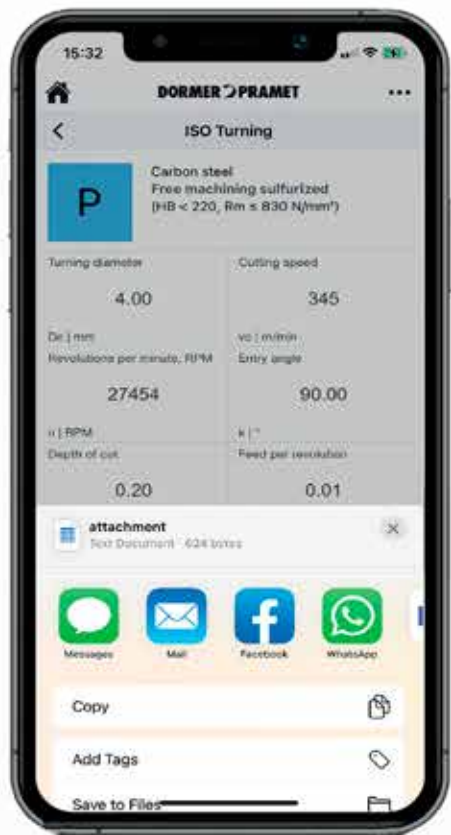 15:32
DORMER PRAMET
ISO Turning
P
Carbon steel
Free machining sulfurized
(HB < 220, Rm ≤ 830 N/mm²)
Turning diameter
Cutting speed
4.00
345
De | mm
vc | m/min
Revolutions per minute, RPM
Entry angle
27454
90.00
n | RPM
κ | °
Depth of cut
Feed per revolution
0.20
0.01
attachment
Text Document · 624 bytes
Messages
Mail
Facebook
WhatsApp
Copy
Add Tags
Save to Files